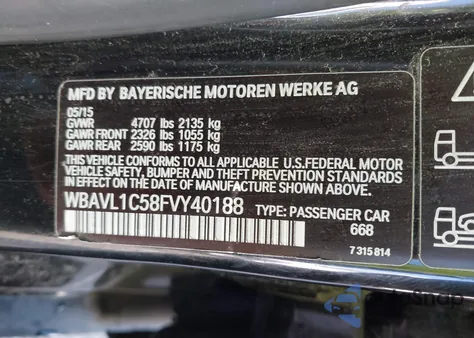 MFD BY BAYERISCHE MOTOREN WERKE AG
05/15
GVWR 4707 lbs 2135 kg
GAWR FRONT 2326 lbs 1055 kg
GAWR REAR 2590 lbs 1175 kg
THIS VEHICLE CONFORMS TO ALL APPLICABLE U.S.FEDERAL MOTOR
VEHICLE SAFETY, BUMPER AND THEFT PREVENTION STANDARDS IN
EFFECT ON THE DATE OF MANUFACTURE SHOWN ABOVE.
WBAVL1C58FVY40188 TYPE: PASSENGER CAR
668
7 315 814